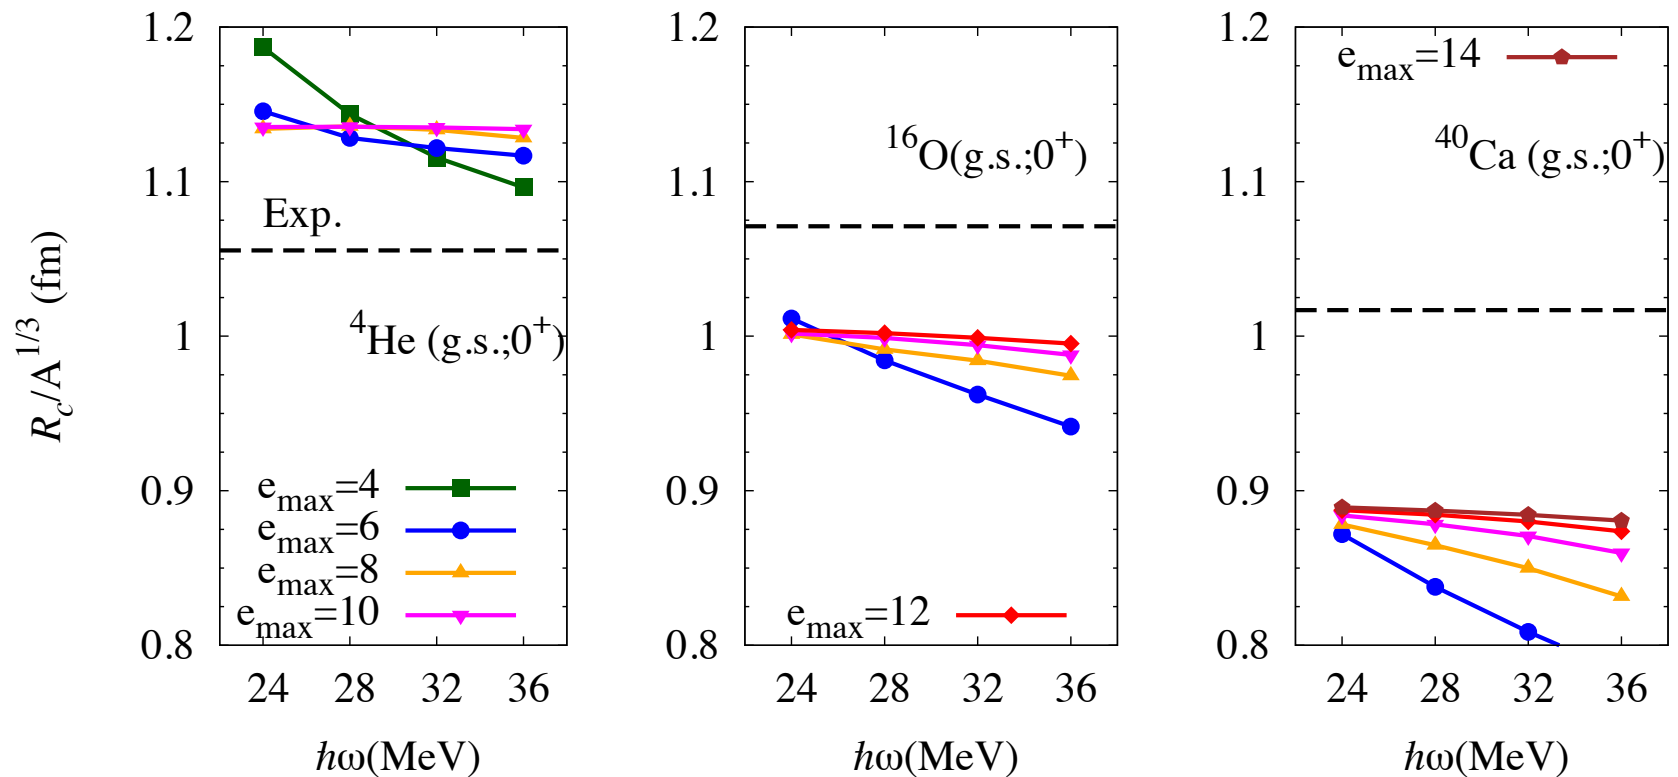 R_c/A^{1/3} (fm)
1.2
1.1
1
0.9
0.8
Exp.
^4He (g.s.;0^+)
e_max=4
e_max=6
e_max=8
e_max=10
24 28 32 36
ħω(MeV)
1.2
1.1
1
0.9
0.8
^{16}O(g.s.;0^+)
e_max=12
24 28 32 36
ħω(MeV)
1.2
1.1
1
0.9
0.8
e_max=14
^{40}Ca (g.s.;0^+)
24 28 32 36
ħω(MeV)